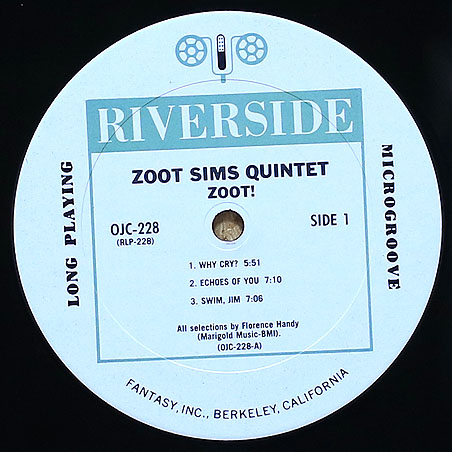 RIVERSIDE
ZOOT SIMS QUINTET
ZOOT!
OJC-228
(RLP-228)
SIDE 1
1. WHY CRY? 5:51
2. ECHOES OF YOU 7:10
3. SWIM, JIM 7:06
All selections by Florence Handy
(Marigold Music-BMI).
(OJC-228-A)
LONG PLAYING
MICROGROOVE
FANTASY, INC., BERKELEY, CALIFORNIA